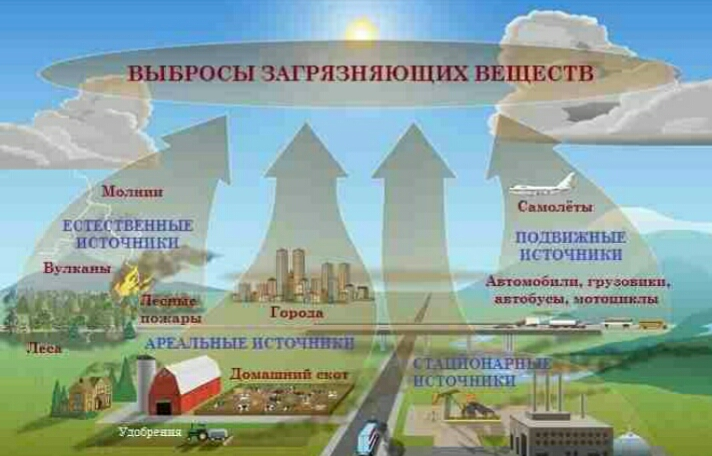 ВЫБРОСЫ ЗАГРЯЗНЯЮЩИХ ВЕЩЕСТВ
Молнии
ЕСТЕСТВЕННЫЕ
ИСТОЧНИКИ
Вулканы
Лесные
пожары
Леса
Города
АРЕАЛЬНЫЕ ИСТОЧНИКИ
Домашний скот
Удобрения
Самолёты
ПОДВИЖНЫЕ
ИСТОЧНИКИ
Автомобили, грузовики,
автобусы, мотоциклы
СТАЦИОНАРНЫЕ
ИСТОЧНИКИ